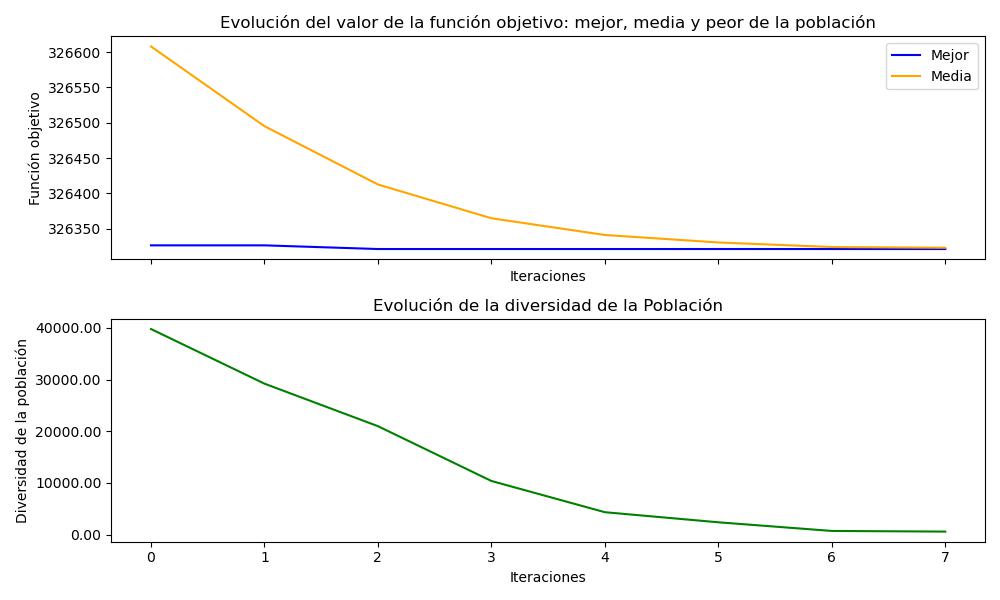 Evolución del valor de la función objetivo: mejor, media y peor de la población
Función objetivo
326600
326550
326500
326450
326400
326350
Mejor
Media
Iteraciones
Evolución de la diversidad de la Población
Diversidad de la población
40000.00
30000.00
20000.00
10000.00
0.00
0 1 2 3 4 5 6 7
Iteraciones